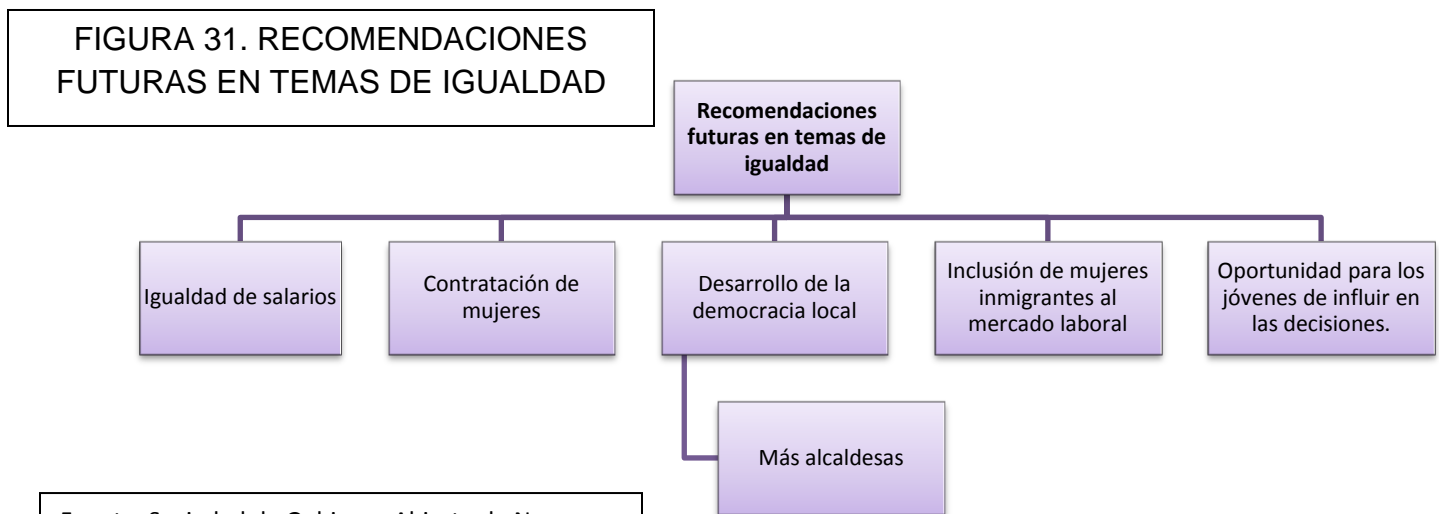 FIGURA 31. RECOMENDACIONES
FUTURAS EN TEMAS DE IGUALDAD
Recomendaciones
futuras en temas de
igualdad
Igualdad de salarios
Contratación de
mujeres
Desarrollo de la
democracia local
Inclusión de mujeres
inmigrantes al
mercado laboral
Oportunidad para los
jóvenes de influir en
las decisiones.
Más alcaldesas